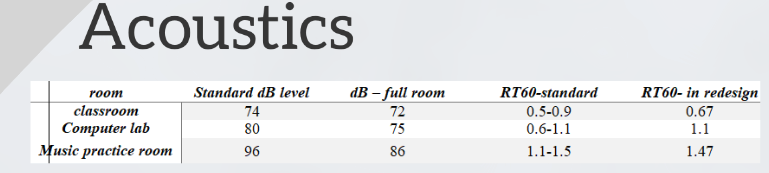 Acoustics
room Standard dB level dB – full room RT60-standard RT60- in redesign
classroom 74 72 0.5-0.9 0.67
Computer lab 80 75 0.6-1.1 1.1
Music practice room 96 86 1.1-1.5 1.47